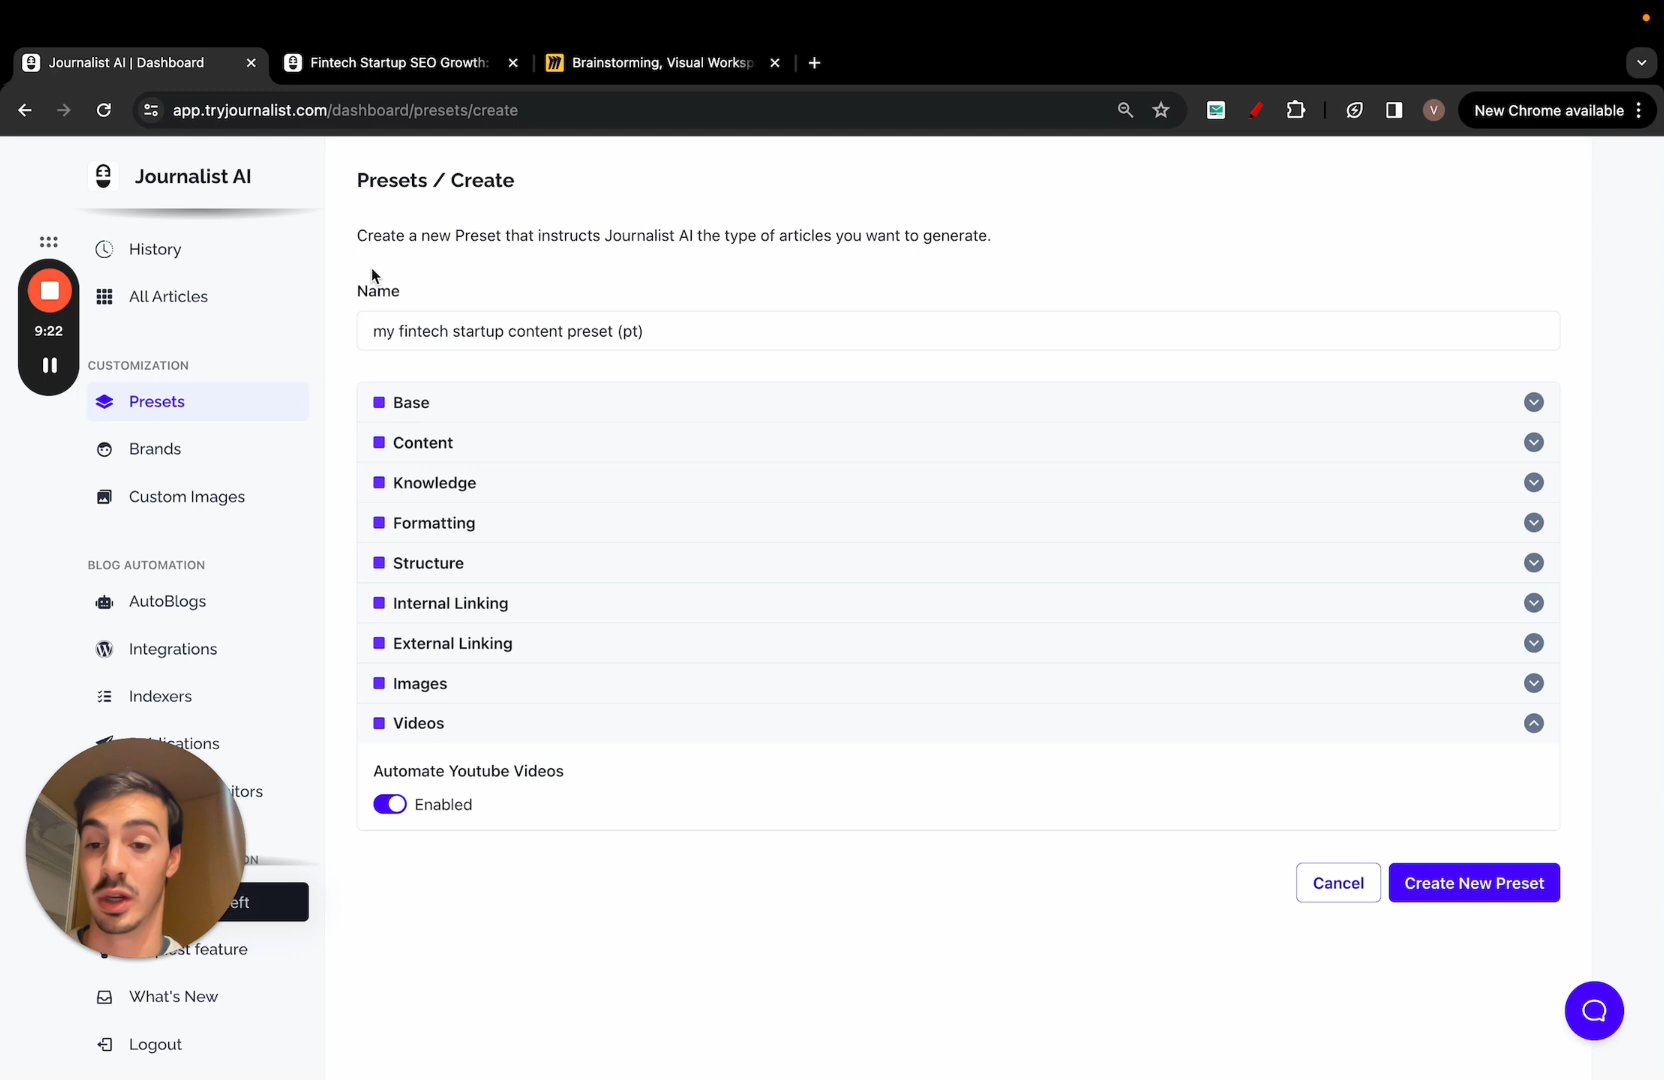 Journalist AI | Dashboard
Fintech Startup SEO Growth:
Brainstorming, Visual Worksp
app.tryjournalist.com/dashboard/presets/create
V
New Chrome available
Journalist AI
History
All Articles
9:22
CUSTOMIZATION
Presets
Brands
Custom Images
BLOG AUTOMATION
AutoBlogs
Integrations
Indexers
What's New
Logout
feature
Presets / Create
Create a new Preset that instructs Journalist AI the type of articles you want to generate.
Name
my fintech startup content preset (pt)
Base
Content
Knowledge
Formatting
Structure
Internal Linking
External Linking
Images
Videos
Automate Youtube Videos
Enabled
Cancel
Create New Preset